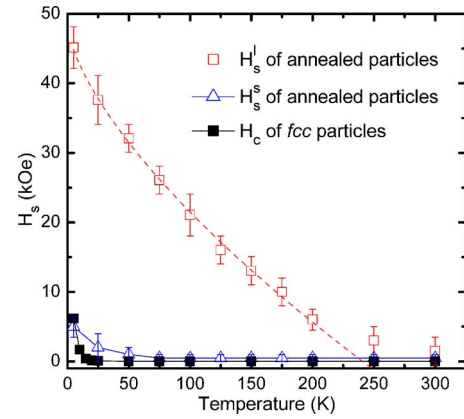 50
40
30
20
10
0
H_s (kOe)
H_s^l of annealed particles
H_s^s of annealed particles
H_c of fcc particles
0 50 100 150 200 250 300
Temperature (K)